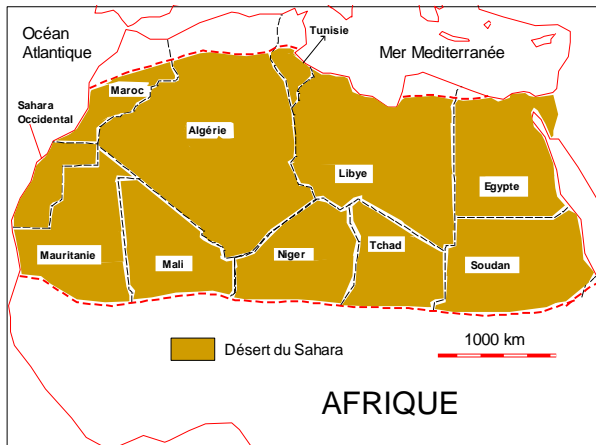 Océan
Atlantique
Tunisie
Mer Mediterranée
Maroc
Sahara
Occidental
Algérie
Libye
Egypte
Mauritanie
Mali
Niger
Tchad
Soudan
Désert du Sahara
1000 km
AFRIQUE